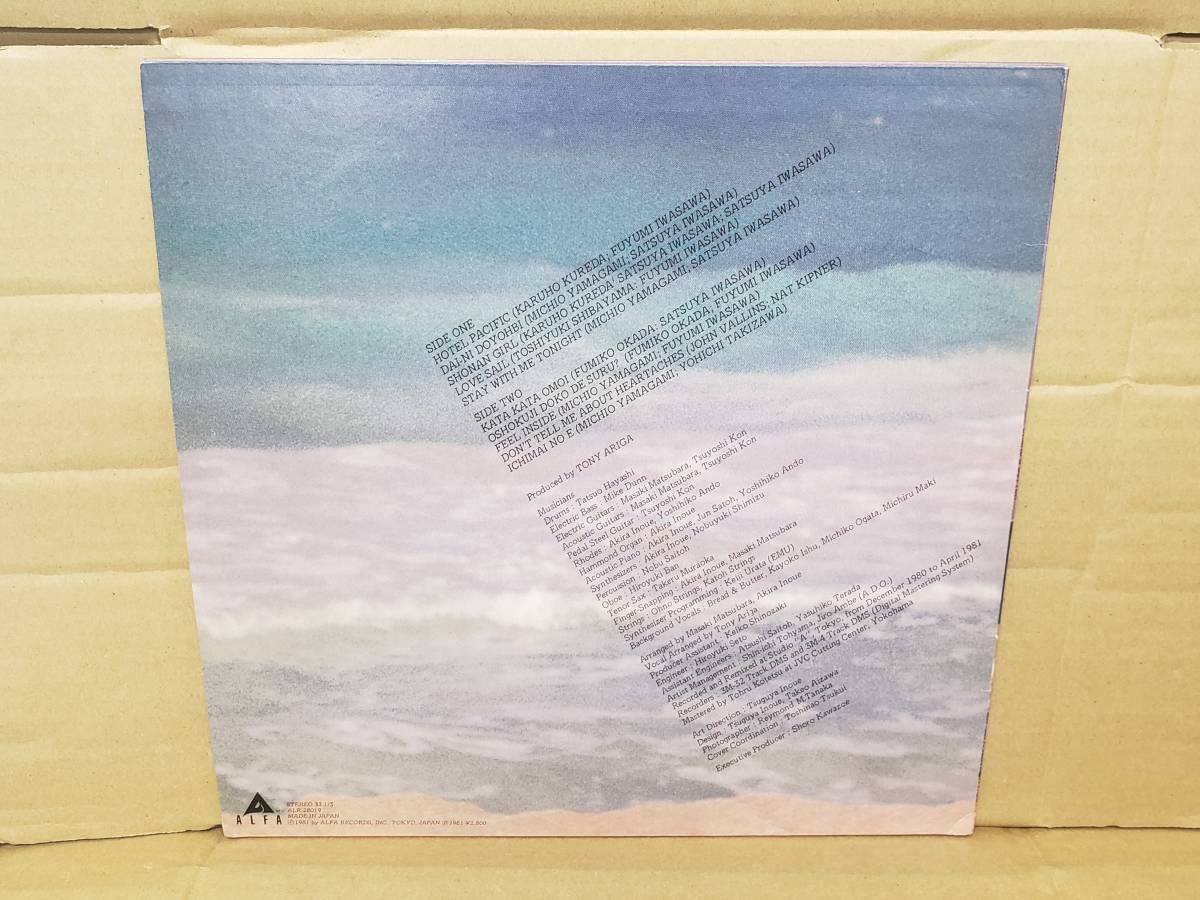 SIDE ONE
HOTEL PACIFIC (KARUHO KUREDA; FUYUMI IWASAWA)
DAI-NI DOYOHBI (MICHIO YAMAGAMI; SATSUYA IWASAWA)
SHONAN GIRL (KARUHO KUREDA· SATSUYA IWASAWA; SATSUYA IWASAWA)
LOVE SAIL (TOSHIYUKI SHIBAYAMA; FUYUMI IWASAWA)
STAY WITH ME TONIGHT (MICHIO YAMAGAMI; SATSUYA IWASAWA)
SIDE TWO
KATA KATA OMOI (FUMIKO OKADA; SATSUYA IWASAWA)
OSHOKUJI DOKO DE SURU? (FUMIKO OKADA; FUYUMI IWASAWA)
FEEL INSIDE (MICHIO YAMAGAMI; FUYUMI IWASAWA)
DON'T TELL ME ABOUT HEARTACHES (JOHN VALLINS; NAT KIPNER)
ICHIMAI NO E (MICHIO YAMAGAMI; YOHICHI TAKIZAWA)
Produced by TONY ARIGA
Musicians
Drums : Tatsuo Hayashi
Electric Bass : Mike Dunn
Electric Guitars : Masaki Matsubara, Tsuyoshi Kon
Acoustic Guitars : Masaki Matsubara, Tsuyoshi Kon
Pedal Steel Guitar : Tsuyoshi Kon
Rhodes : Akira Inoue, Yoshihiko Ando
Hammond Organ : Akira Inoue
Acoustic Piano : Akira Inoue, Jun Satoh, Yoshihiko Ando
Synthesizers : Akira Inoue, Nobuyuki Shimizu
Percussion : Nobu Saitoh
Oboe : Hiroyuki Ban
Tenor Sax : Takeru Muraoka
Finger-Snapping : Akira Inoue, Masaki Matsubara
Strings : Ohno Strings, Katoh Strings
Synthesizer Programming : Keiji Urata (EMU)
Background Vocals : Bread & Butter, Kayoko Ishu, Michiko Ogata, Michiru Maki
Arranged by Masaki Matsubara, Akira Inoue
Vocal Arranged by Tony Ariga
Producer Assistant : Keiko Shinozaki
Engineer : Hiroyuki Seto
Assistant Engineers : Atsushi Saitoh, Yasuhiko Terada
Artist Management : Shin-ichi Tohyama, Jiro Ambe (A.D.O.)
Recorded and Remixed at Studio "A", Tokyo, from December 1980 to April 1981
Recorders : 3M-32 Track DMS and 3M-4 Track DMS (Digital Mastering System)
Mastered by Tohru Kotetsu at JVC Cutting Center, Yokohama
Art Direction : Tsuguya Inoue
Design : Tsuguya Inoue, Takeo Aizawa
Photographer : Reymond M.Tanaka
Cover Coordination : Toshinao Tsukui
Executive Producer : Shoro Kawazoe
ALFA
STEREO 33 1/3
ALR-28019
MADE IN JAPAN
©1981 by ALFA RECORDS, INC. TOKYO, JAPAN ℗1981 ¥2,800